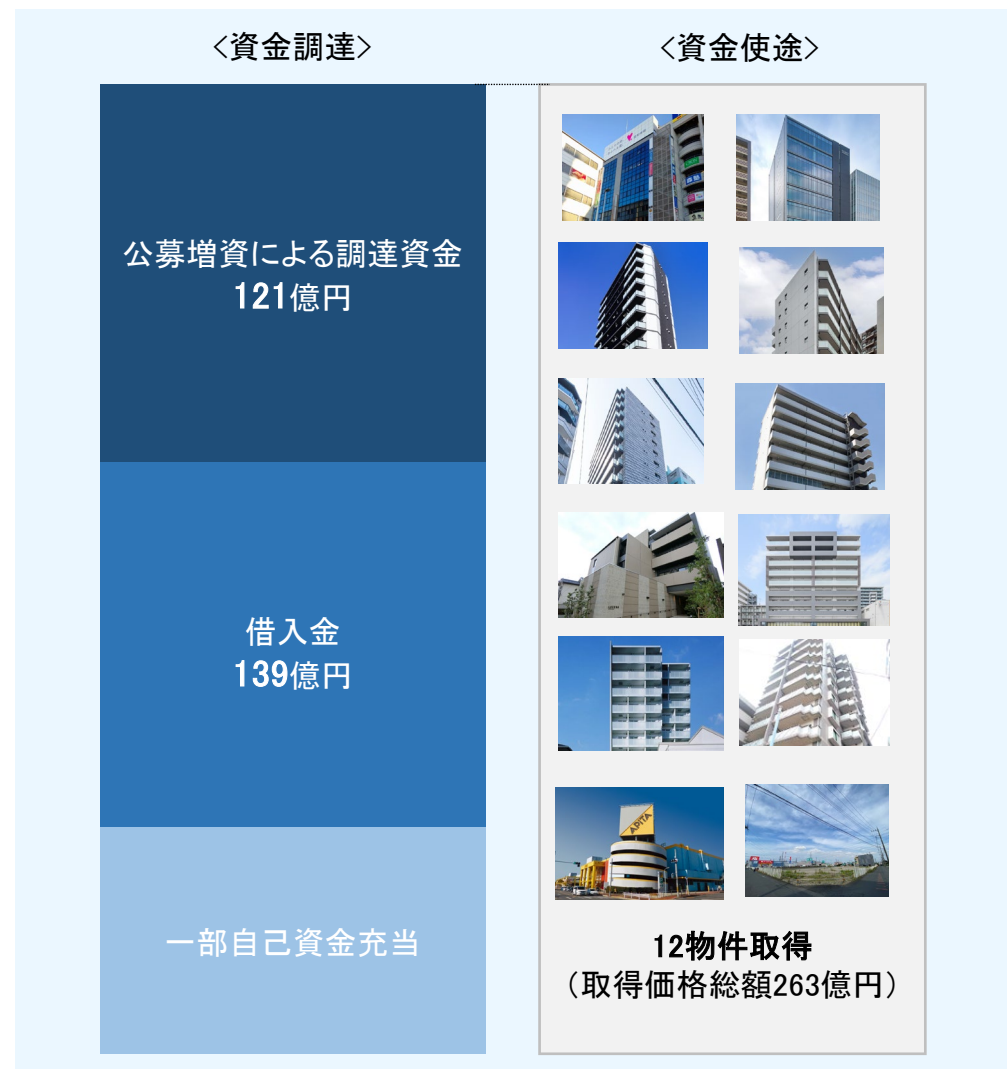 <資金調達>
<資金使途>
公募増資による調達資金
121億円
借入金
139億円
一部自己資金充当
APITA
12物件取得
（取得価格総額263億円）